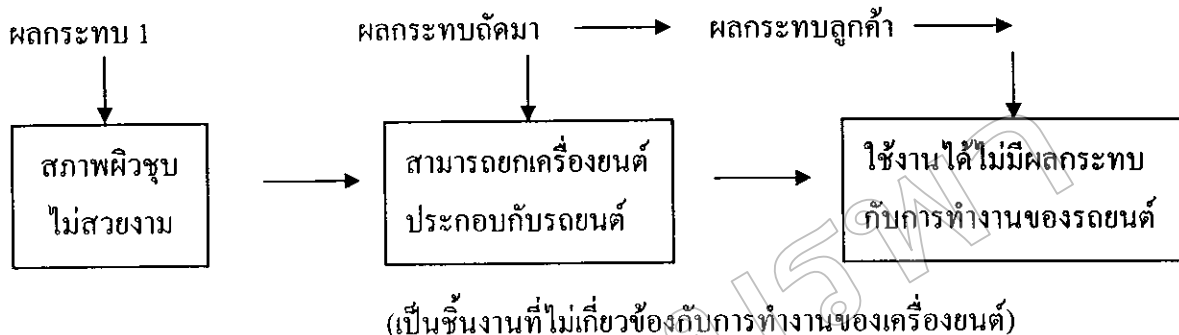 ผลกระทบ 1
ผลกระทบถัดมา
ผลกระทบลูกค้า
สภาพผิวชุบ
ไม่สวยงาม
สามารถยกเครื่องยนต์
ประกอบกับรถยนต์
ใช้งานได้ไม่มีผลกระทบ
กับการทำงานของรถยนต์
(เป็นชิ้นงานที่ไม่เกี่ยวข้องกับการทำงานของเครื่องยนต์)